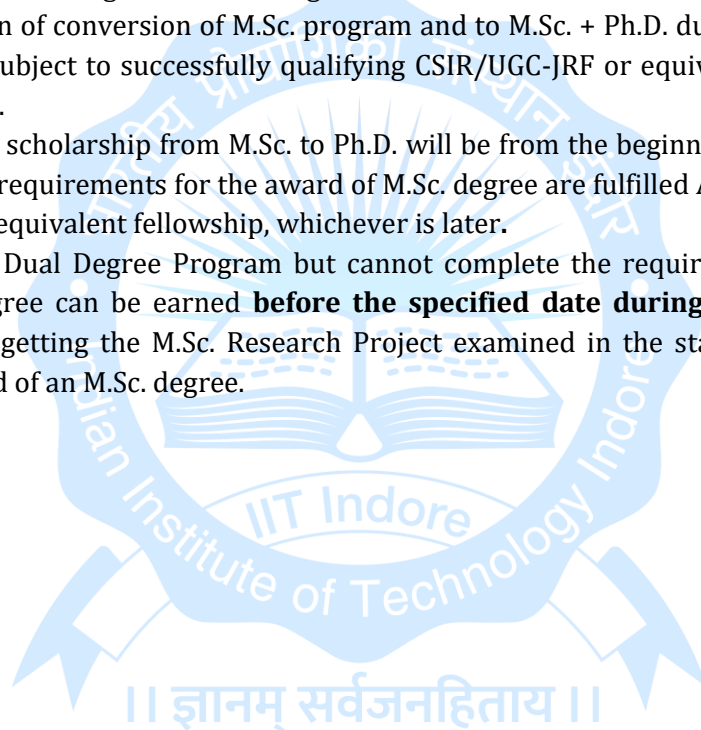 n of conversion of M.Sc. program and to M.Sc. + Ph.D. du
ubject to successfully qualifying CSIR/UGC-JRF or equiv
.
scholarship from M.Sc. to Ph.D. will be from the beginn
requirements for the award of M.Sc. degree are fulfilled
equivalent fellowship, whichever is later.
Dual Degree Program but cannot complete the requir
gree can be earned before the specified date during
getting the M.Sc. Research Project examined in the sta
d of an M.Sc. degree.
भारतीय प्रौद्योगिकी संस्थान इंदौर
IIT Indore
Indian Institute of Technology Indore
।। ज्ञानम् सर्वजनहिताय ।।